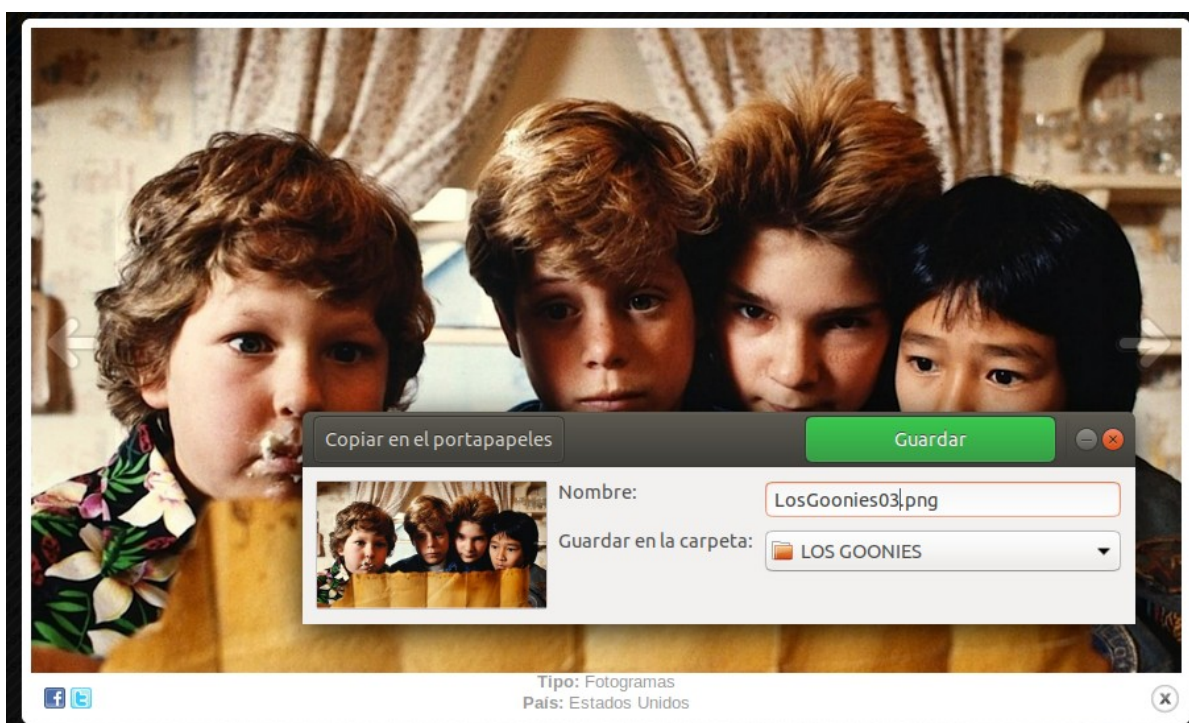 Copiar en el portapapeles
Guardar
Nombre:
LosGoonies03.png
Guardar en la carpeta:
LOS GOONIES
Tipo: Fotogramas
País: Estados Unidos